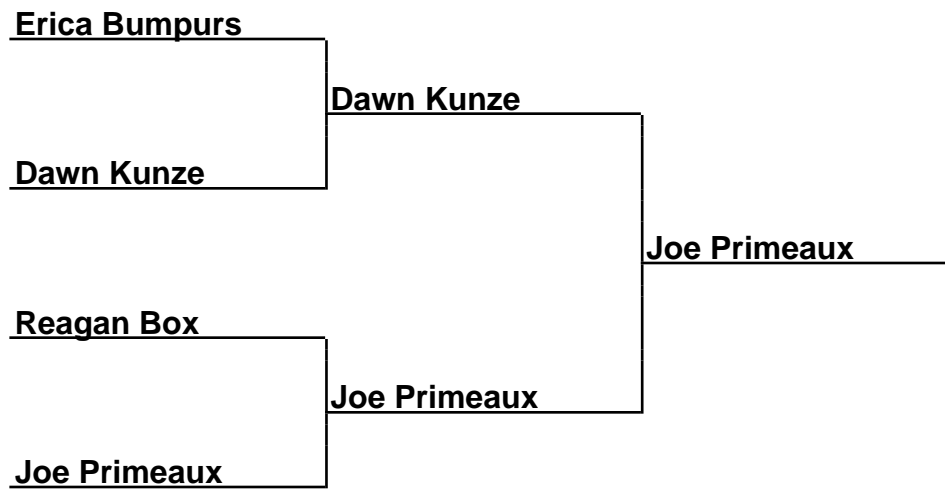 Erica Bumpurs
Dawn Kunze
Dawn Kunze
Joe Primeaux
Reagan Box
Joe Primeaux
Joe Primeaux